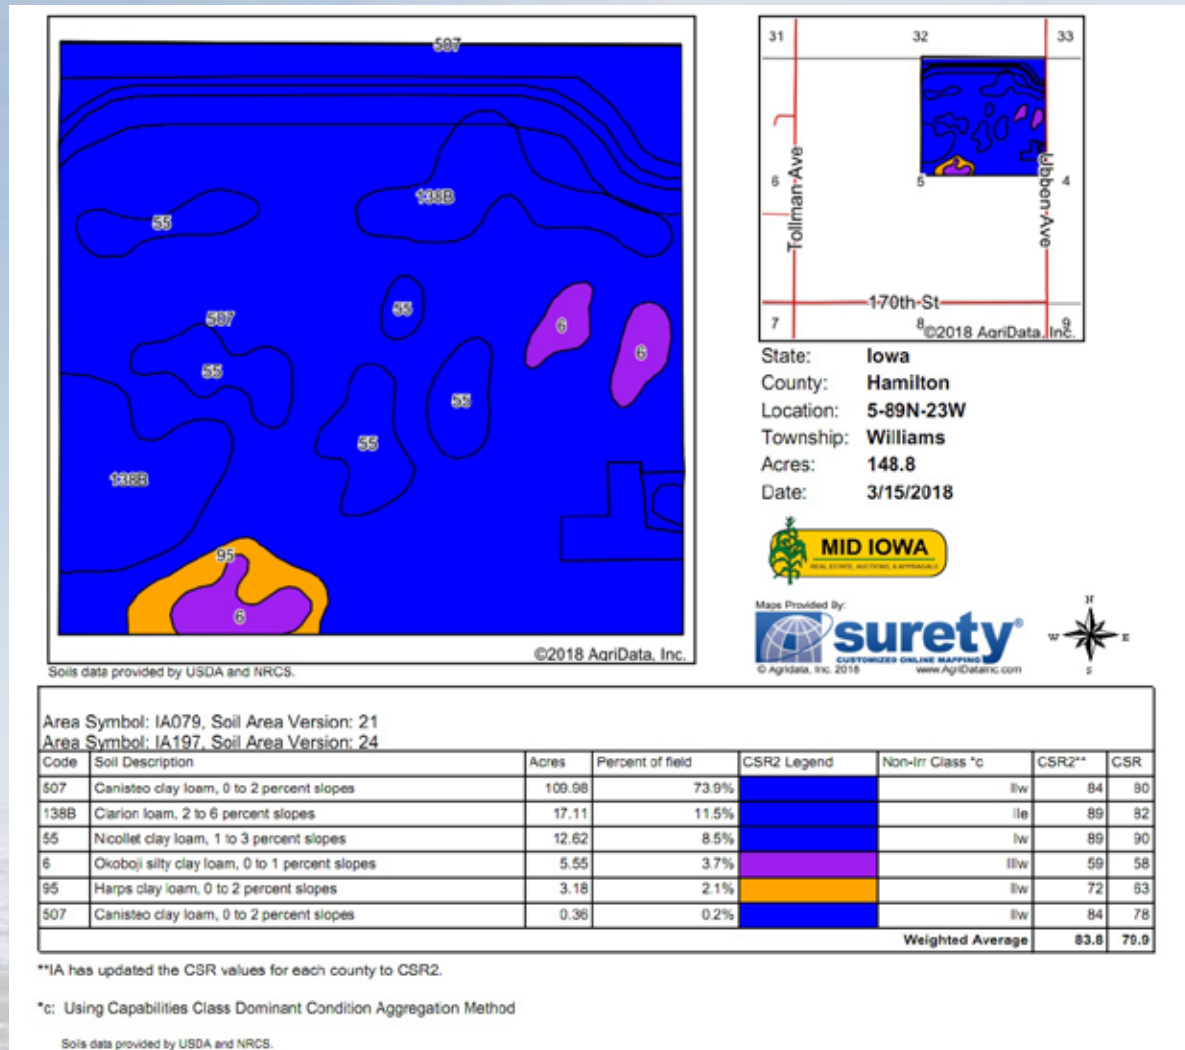 507
138B
55
55
6
507
6
55
55
55
138B
95
6
©2018 AgriData, Inc.
Soils data provided by USDA and NRCS.
31 32 33
Tollman Ave
Ubben Ave
6 5 4
170th St
7 8 9
©2018 AgriData, Inc.
State: Iowa
County: Hamilton
Location: 5-89N-23W
Township: Williams
Acres: 148.8
Date: 3/15/2018
MID IOWA
REAL ESTATE, AUCTIONS, & APPRAISALS
Maps Provided By:
surety®
CUSTOMIZED ONLINE MAPPING
© Agridata, Inc. 2018 www.AgriDataInc.com
N
W E
S
Area Symbol: IA079, Soil Area Version: 21
Area Symbol: IA197, Soil Area Version: 24
Code Soil Description Acres Percent of field CSR2 Legend Non-Irr Class *c CSR2** CSR
507 Canisteo clay loam, 0 to 2 percent slopes 109.98 73.9% IIw 84 80
138B Clarion loam, 2 to 6 percent slopes 17.11 11.5% IIe 89 82
55 Nicollet clay loam, 1 to 3 percent slopes 12.62 8.5% Iw 89 90
6 Okoboji silty clay loam, 0 to 1 percent slopes 5.55 3.7% IIIw 59 58
95 Harps clay loam, 0 to 2 percent slopes 3.18 2.1% IIw 72 63
507 Canisteo clay loam, 0 to 2 percent slopes 0.36 0.2% IIw 84 78
Weighted Average 83.8 79.9
**IA has updated the CSR values for each county to CSR2.
*c: Using Capabilities Class Dominant Condition Aggregation Method
Soils data provided by USDA and NRCS.